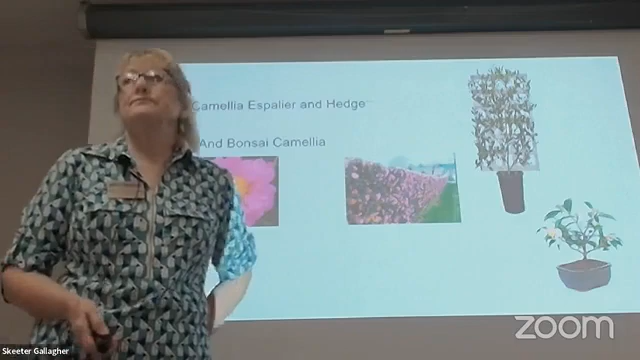 Camellia Espalier and Hedge
And Bonsai Camellia
zoom
Skeeter Gallagher